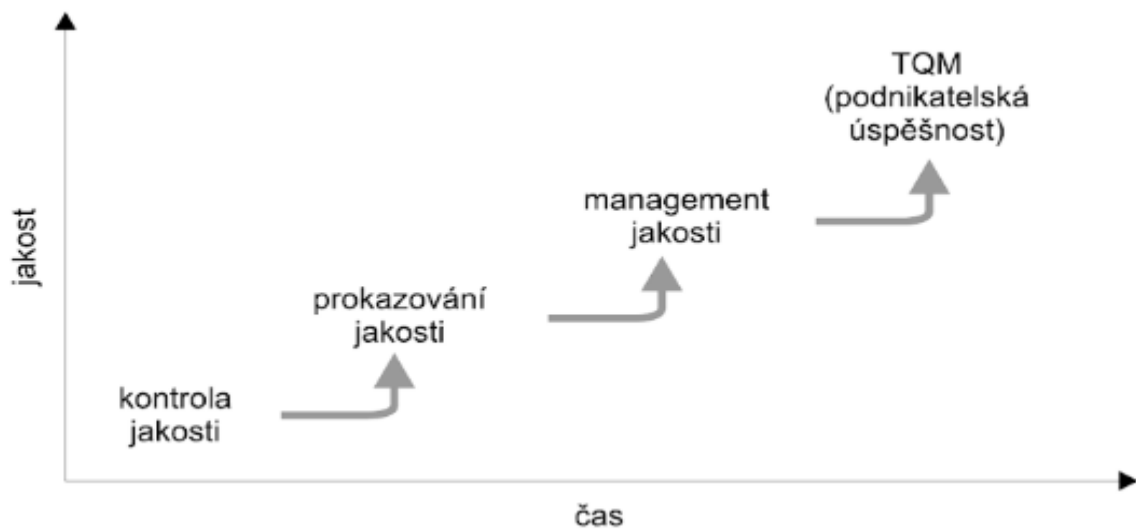 TQM
(podnikatelská
úspěšnost)
management
jakosti
prokazování
jakosti
kontrola
jakosti
jakost
čas